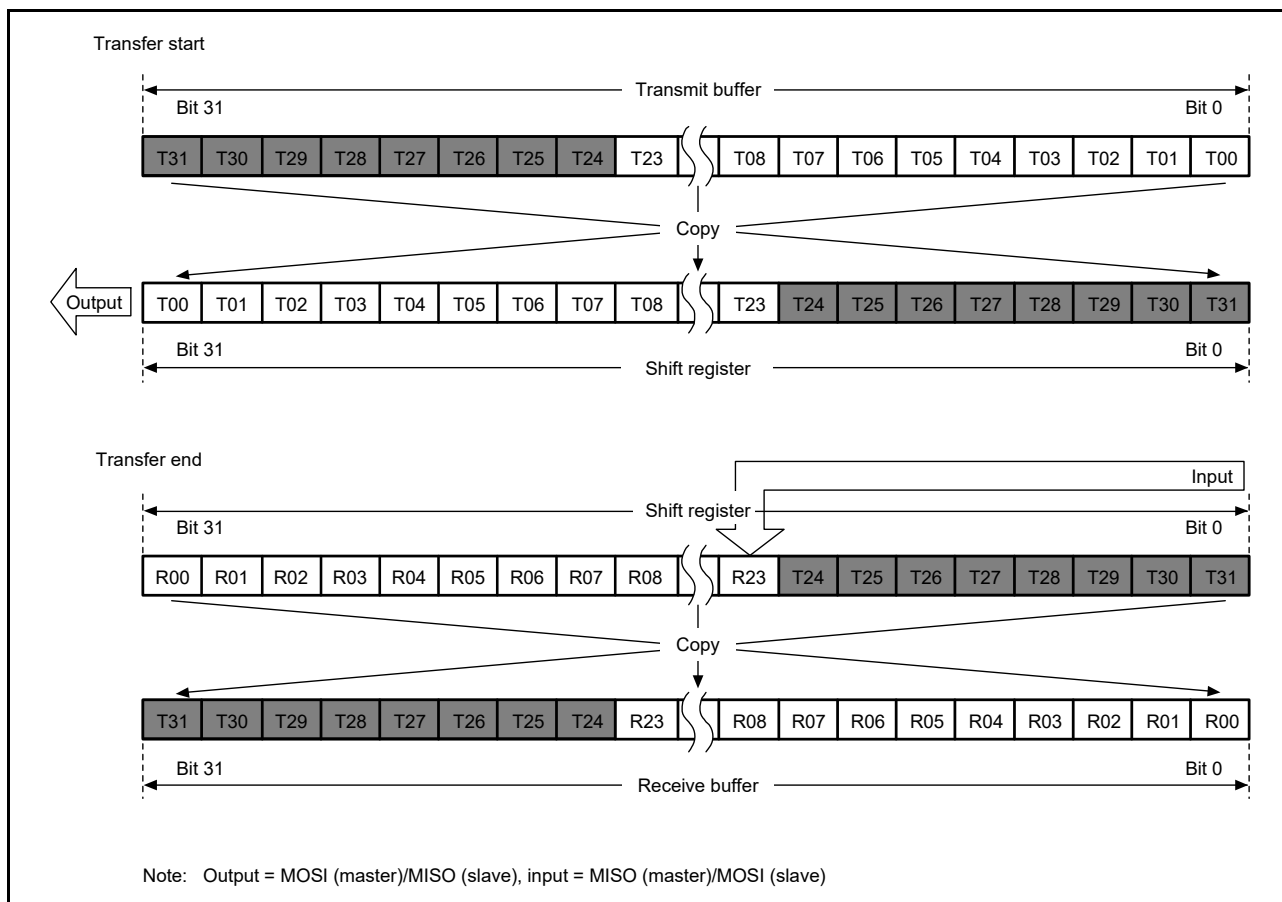 Transfer start
Transmit buffer
Bit 31 Bit 0
T31 T30 T29 T28 T27 T26 T25 T24 T23 T08 T07 T06 T05 T04 T03 T02 T01 T00
Copy
Output T00 T01 T02 T03 T04 T05 T06 T07 T08 T23 T24 T25 T26 T27 T28 T29 T30 T31
Bit 31 Bit 0
Shift register
Transfer end
Input
Shift register
Bit 31 Bit 0
R00 R01 R02 R03 R04 R05 R06 R07 R08 R23 T24 T25 T26 T27 T28 T29 T30 T31
Copy
T31 T30 T29 T28 T27 T26 T25 T24 R23 R08 R07 R06 R05 R04 R03 R02 R01 R00
Bit 31 Bit 0
Receive buffer
Note: Output = MOSI (master)/MISO (slave), input = MISO (master)/MOSI (slave)